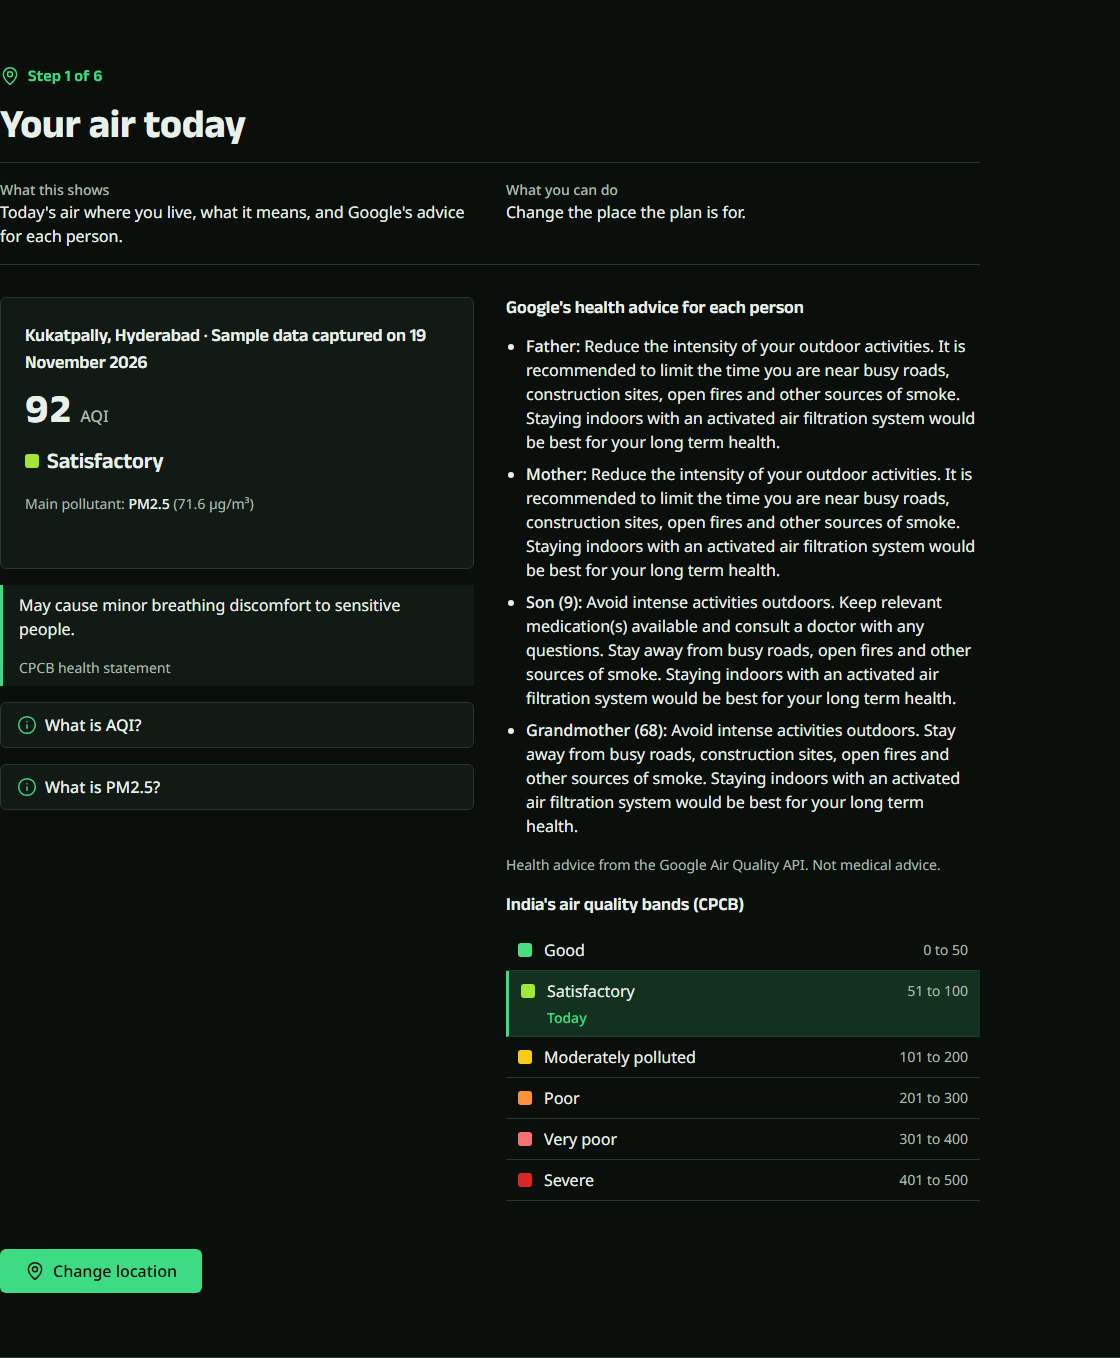 Step 1 of 6
Your air today
What this shows
Today's air where you live, what it means, and Google's advice
for each person.
What you can do
Change the place the plan is for.
Kukatpally, Hyderabad · Sample data captured on 19
November 2026
92 AQI
Satisfactory
Main pollutant: PM2.5 (71.6 µg/m³)
May cause minor breathing discomfort to sensitive
people.
CPCB health statement
What is AQI?
What is PM2.5?
Google's health advice for each person
• Father: Reduce the intensity of your outdoor activities. It is
recommended to limit the time you are near busy roads,
construction sites, open fires and other sources of smoke.
Staying indoors with an activated air filtration system would
be best for your long term health.
• Mother: Reduce the intensity of your outdoor activities. It is
recommended to limit the time you are near busy roads,
construction sites, open fires and other sources of smoke.
Staying indoors with an activated air filtration system would
be best for your long term health.
• Son (9): Avoid intense activities outdoors. Keep relevant
medication(s) available and consult a doctor with any
questions. Stay away from busy roads, open fires and other
sources of smoke. Staying indoors with an activated air
filtration system would be best for your long term health.
• Grandmother (68): Avoid intense activities outdoors. Stay
away from busy roads, construction sites, open fires and
other sources of smoke. Staying indoors with an activated
air filtration system would be best for your long term
health.
Health advice from the Google Air Quality API. Not medical advice.
India's air quality bands (CPCB)
Good 0 to 50
Satisfactory 51 to 100
Today
Moderately polluted 101 to 200
Poor 201 to 300
Very poor 301 to 400
Severe 401 to 500
Change location